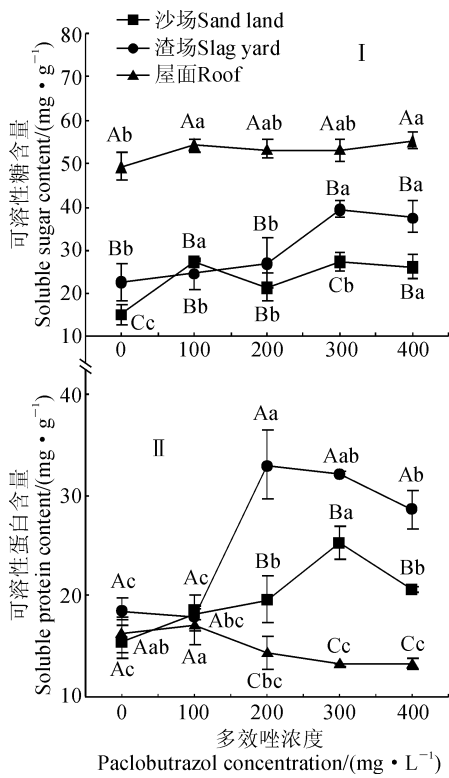 80
70
60
50
40
30
20
10
可溶性糖含量
Soluble sugar content/(mg·g⁻¹)
沙场Sand land
渣场Slag yard
屋面Roof
Ⅰ
Ab Aa Aab Aab Aa
Bb Ba Bb Ba Ba
Cc Bb Bb Cb Ba
0 100 200 300 400
40
30
20
10
可溶性蛋白含量
Soluble protein content/(mg·g⁻¹)
Ⅱ
Aa Aab Ab
Ac Ac Bb Ba Bb
Aab Abc
Ac Aa Cbc Cc Cc
0 100 200 300 400
多效唑浓度
Paclobutrazol concentration/(mg·L⁻¹)